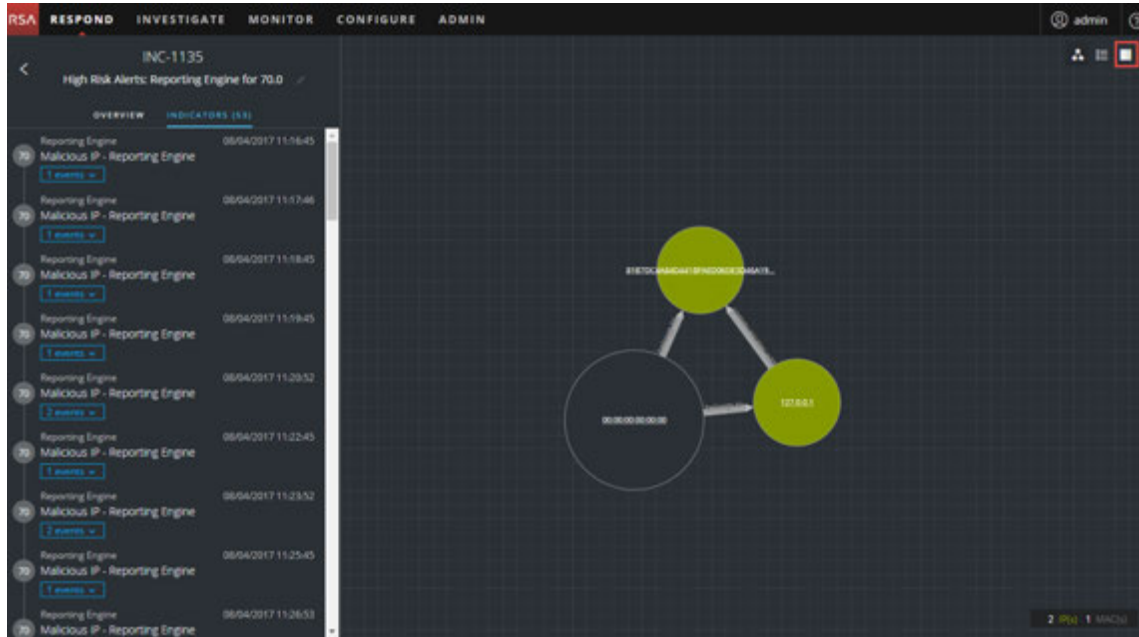 RSA RESPOND INVESTIGATE MONITOR CONFIGURE ADMIN admin
INC-1135
High Risk Alerts: Reporting Engine for 70.0
OVERVIEW INDICATORS (53)
Reporting Engine 08/04/2017 11:16:45
70 Malicious IP - Reporting Engine
1 events
Reporting Engine 08/04/2017 11:17:46
70 Malicious IP - Reporting Engine
1 events
Reporting Engine 08/04/2017 11:18:45
70 Malicious IP - Reporting Engine
1 events
Reporting Engine 08/04/2017 11:19:45
70 Malicious IP - Reporting Engine
1 events
Reporting Engine 08/04/2017 11:20:52
70 Malicious IP - Reporting Engine
2 events
Reporting Engine 08/04/2017 11:22:45
70 Malicious IP - Reporting Engine
1 events
Reporting Engine 08/04/2017 11:23:52
70 Malicious IP - Reporting Engine
2 events
Reporting Engine 08/04/2017 11:25:45
70 Malicious IP - Reporting Engine
1 events
Reporting Engine 08/04/2017 11:26:53
70 Malicious IP - Reporting Engine
00:00:00:00:00:00
127.0.0.1
2 IP(s) 1 MAC(s)